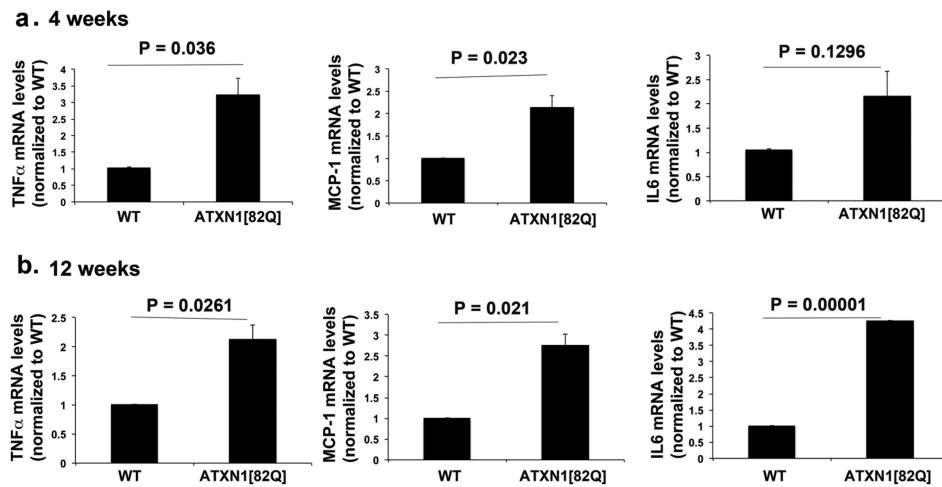 a. 4 weeks
P = 0.036
TNFα mRNA levels
(normalized to WT)
4
3.5
3
2.5
2
1.5
1
0.5
0
WT
ATXN1[82Q]
P = 0.023
MCP-1 mRNA levels
(normalized to WT)
3
2.5
2
1.5
1
0.5
0
WT
ATXN1[82Q]
P = 0.1296
IL6 mRNA levels
(normalized to WT)
3
2.5
2
1.5
1
0.5
0
WT
ATXN1[82Q]
b. 12 weeks
P = 0.0261
TNFα mRNA levels
(normalized to WT)
2.5
2
1.5
1
0.5
0
WT
ATXN1[82Q]
P = 0.021
MCP-1 mRNA levels
(normalized to WT)
3.5
3
2.5
2
1.5
1
0.5
0
WT
ATXN1[82Q]
P = 0.00001
IL6 mRNA levels
(normalized to WT)
4.5
4
3.5
3
2.5
2
1.5
1
0.5
0
WT
ATXN1[82Q]